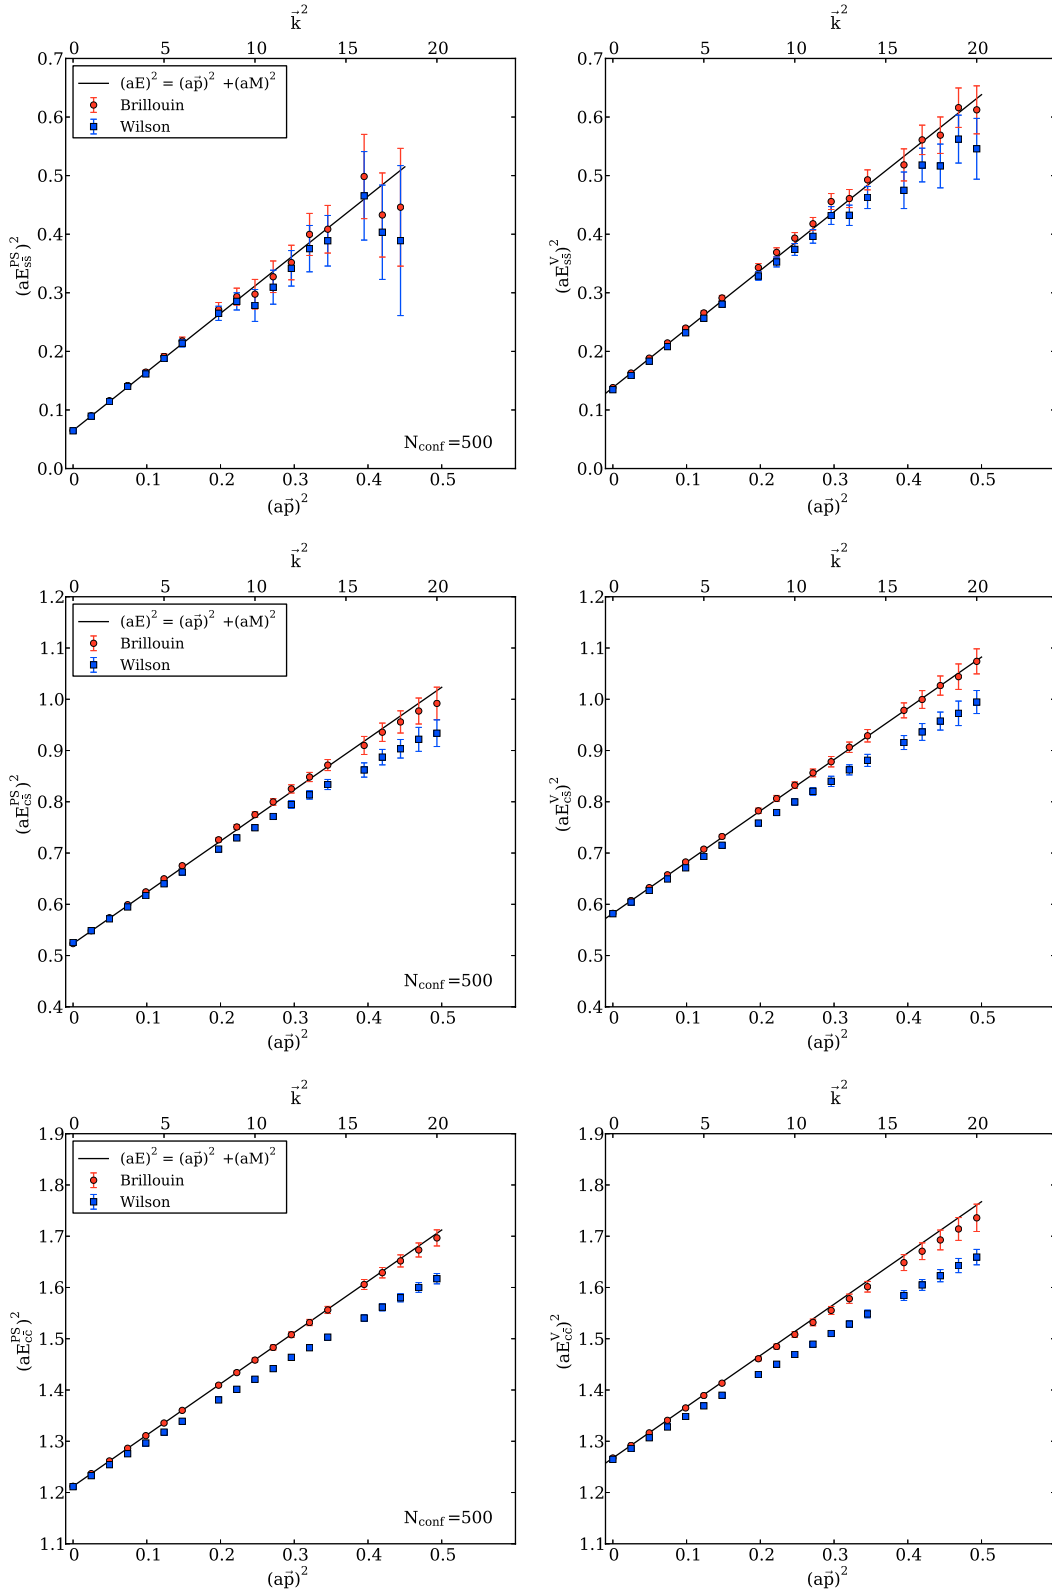 k⃗ ²
0 5 10 15 20
0.7
0.6
0.5
0.4
0.3
0.2
0.1
0.0
(aE^PS_ss̄)²
(aE)² = (ap⃗)² +(aM)²
Brillouin
Wilson
N_conf=500
0 0.1 0.2 0.3 0.4 0.5
(ap⃗)²
k⃗ ²
0 5 10 15 20
0.7
0.6
0.5
0.4
0.3
0.2
0.1
0.0
(aE^V_ss̄)²
0 0.1 0.2 0.3 0.4 0.5
(ap⃗)²
k⃗ ²
0 5 10 15 20
1.2
1.1
1.0
0.9
0.8
0.7
0.6
0.5
0.4
(aE^PS_cs̄)²
(aE)² = (ap⃗)² +(aM)²
Brillouin
Wilson
N_conf=500
0 0.1 0.2 0.3 0.4 0.5
(ap⃗)²
k⃗ ²
0 5 10 15 20
1.2
1.1
1.0
0.9
0.8
0.7
0.6
0.5
0.4
(aE^V_cs̄)²
0 0.1 0.2 0.3 0.4 0.5
(ap⃗)²
k⃗ ²
0 5 10 15 20
1.9
1.8
1.7
1.6
1.5
1.4
1.3
1.2
1.1
(aE^PS_cc̄)²
(aE)² = (ap⃗)² +(aM)²
Brillouin
Wilson
N_conf=500
0 0.1 0.2 0.3 0.4 0.5
(ap⃗)²
k⃗ ²
0 5 10 15 20
1.9
1.8
1.7
1.6
1.5
1.4
1.3
1.2
1.1
(aE^V_cc̄)²
0 0.1 0.2 0.3 0.4 0.5
(ap⃗)²